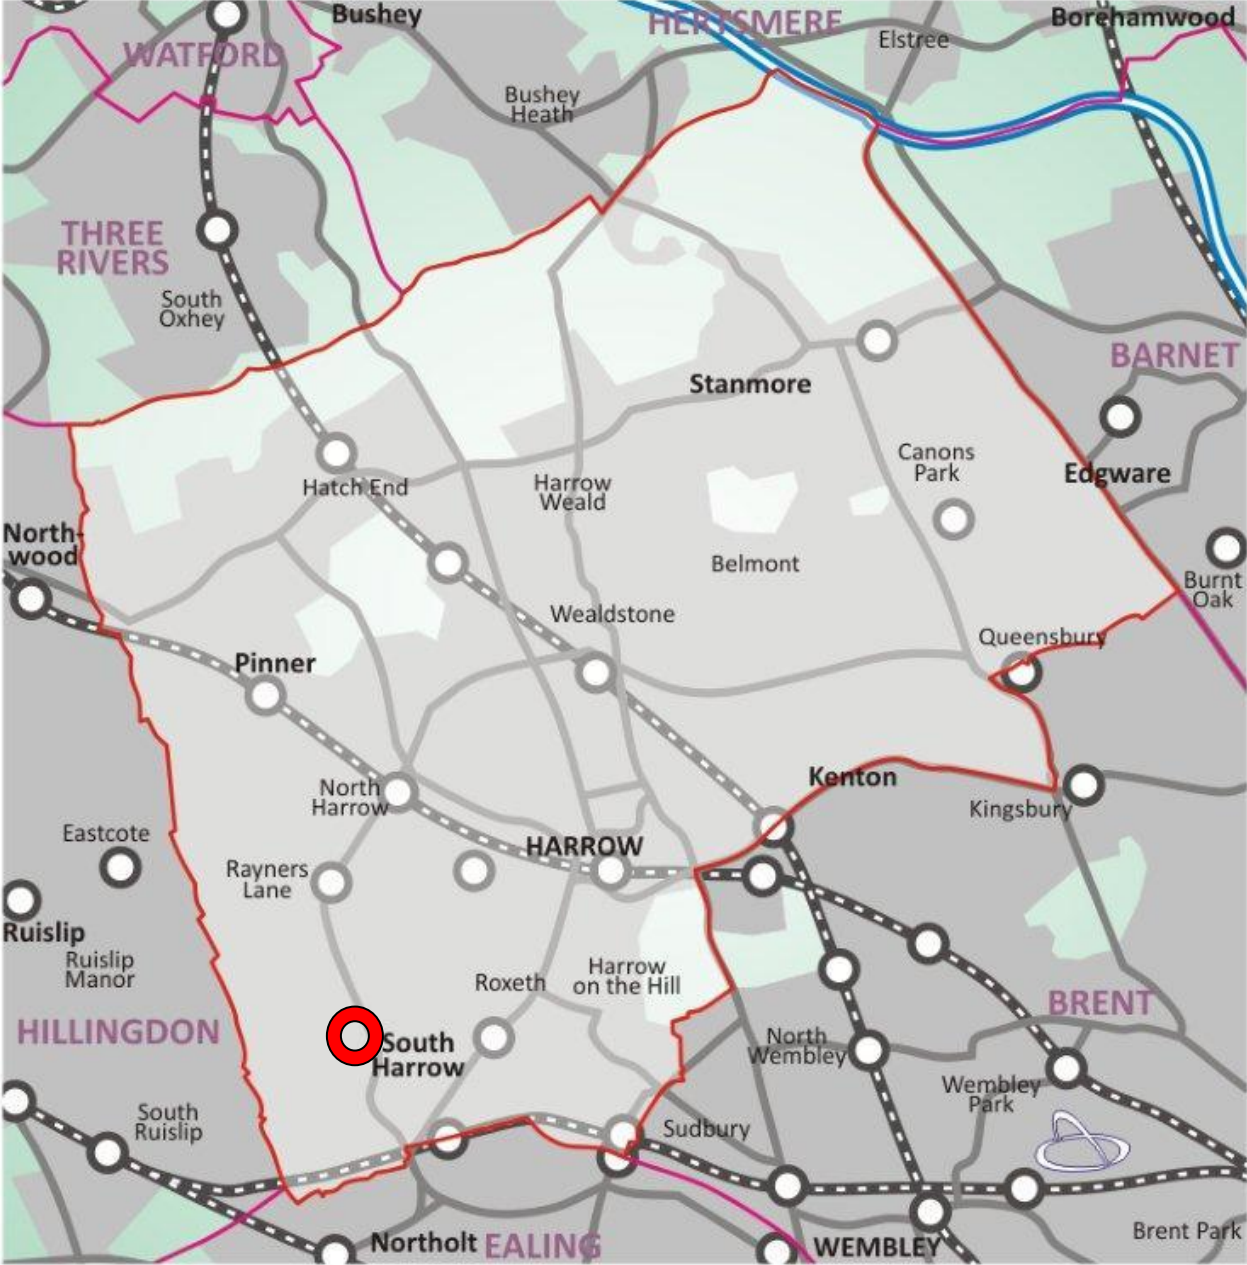 Bushey
HERTSMERE
Borehamwood
WATFORD
Elstree
Bushey
Heath
THREE
RIVERS
South
Oxhey
BARNET
Stanmore
Canons
Park
Edgware
Hatch End
Harrow
Weald
North-
wood
Belmont
Burnt
Oak
Wealdstone
Queensbury
Pinner
North
Harrow
Kenton
Kingsbury
Eastcote
HARROW
Rayners
Lane
Ruislip
Ruislip
Manor
Roxeth
Harrow
on the Hill
BRENT
HILLINGDON
South
Harrow
North
Wembley
Wembley
Park
South
Ruislip
Sudbury
Northolt
EALING
WEMBLEY
Brent Park